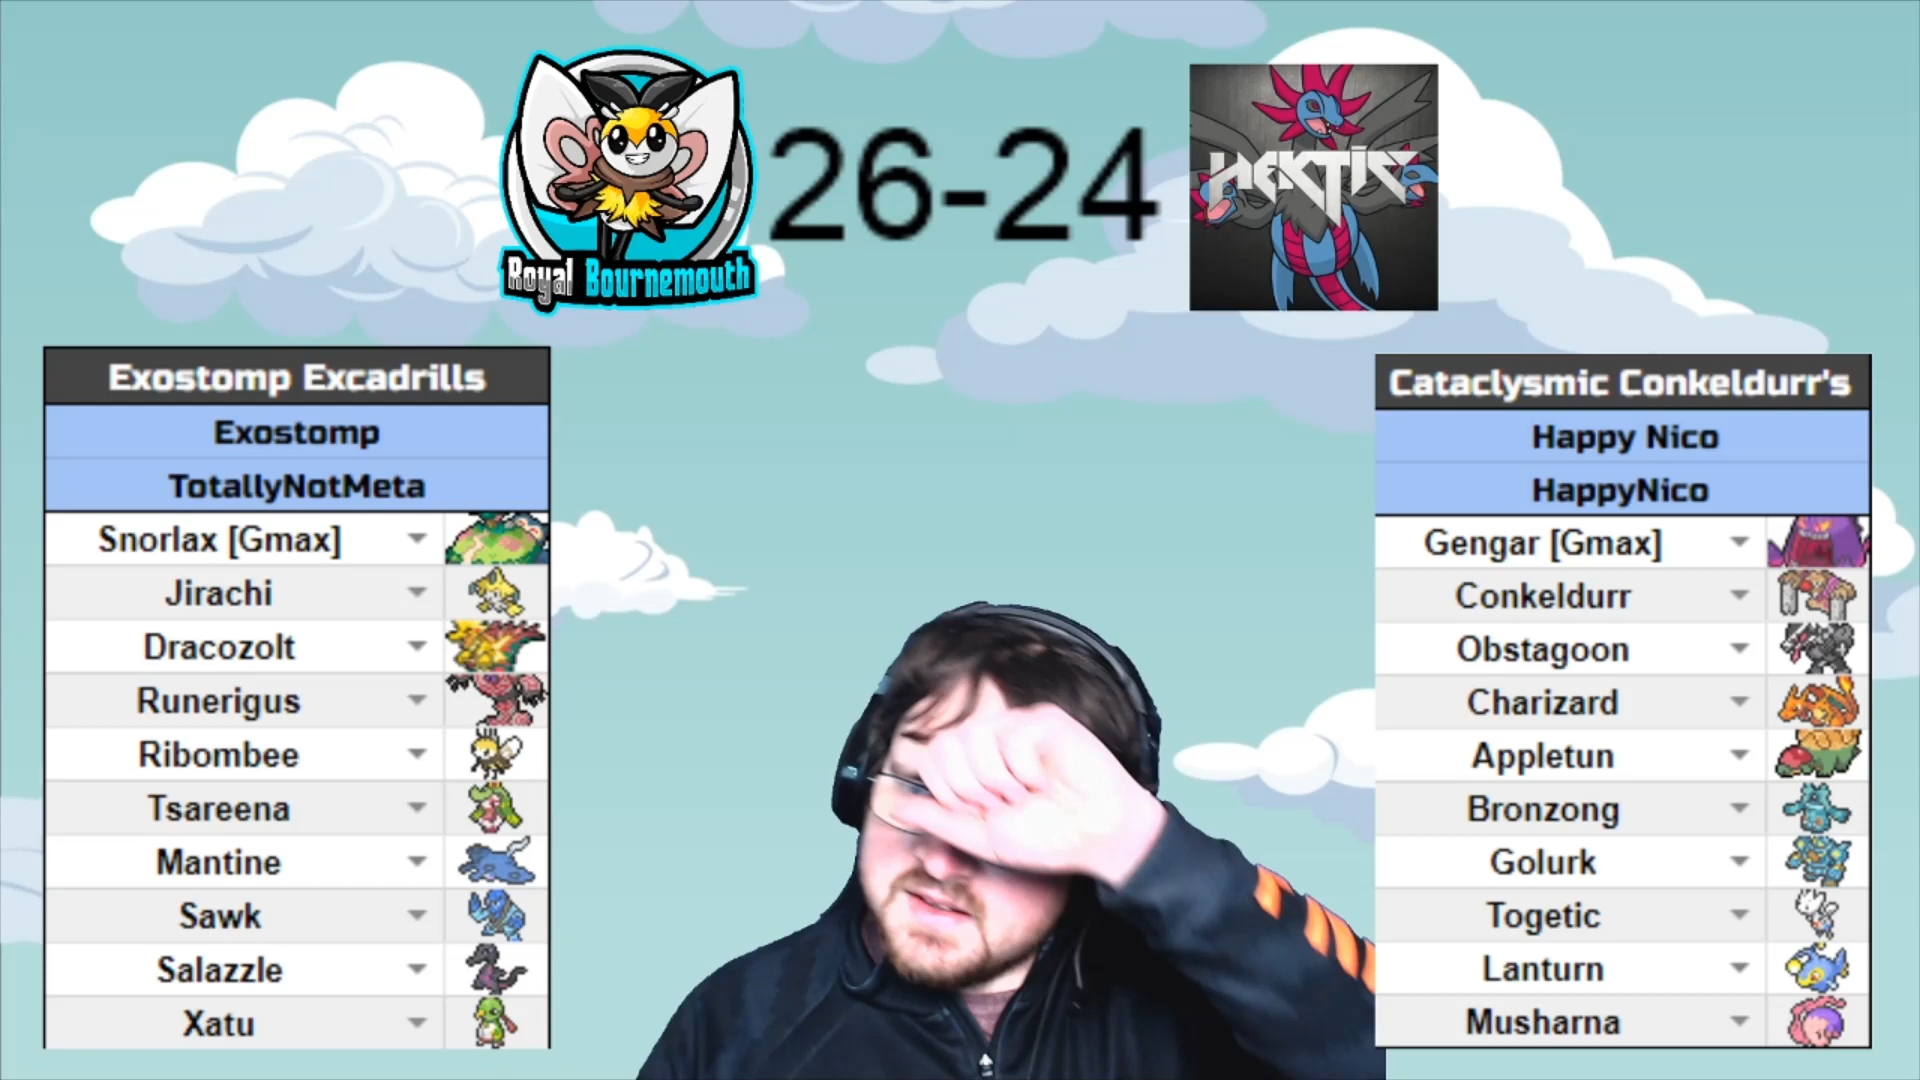 26-24
Royal Bournemouth
HEKTIC
Exostomp Excadrills
Exostomp
TotallyNotMeta
Snorlax [Gmax]
Jirachi
Dracozolt
Runerigus
Ribombee
Tsareena
Mantine
Sawk
Salazzle
Xatu
Cataclysmic Conkeldurr's
Happy Nico
HappyNico
Gengar [Gmax]
Conkeldurr
Obstagoon
Charizard
Appletun
Bronzong
Golurk
Togetic
Lanturn
Musharna